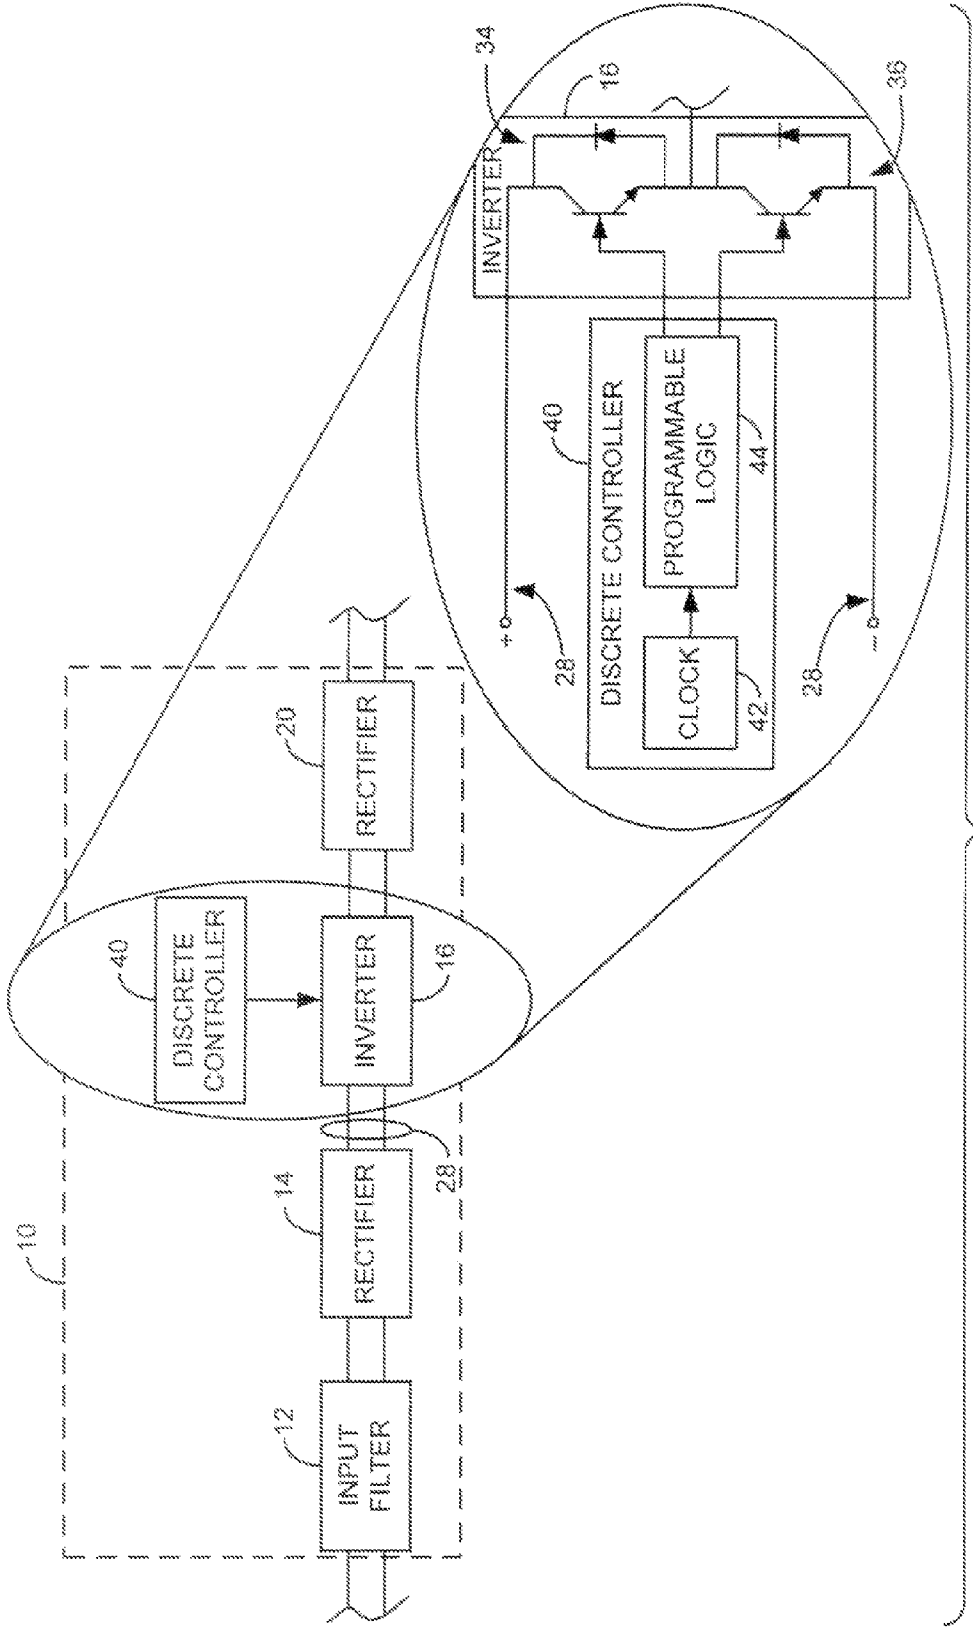 10
12
INPUT
FILTER
14
RECTIFIER
28
40
DISCRETE
CONTROLLER
INVERTER
16
20
RECTIFIER
+
28
28
-
40
DISCRETE CONTROLLER
CLOCK
42
PROGRAMMABLE
LOGIC
44
INVERTER
34
16
36